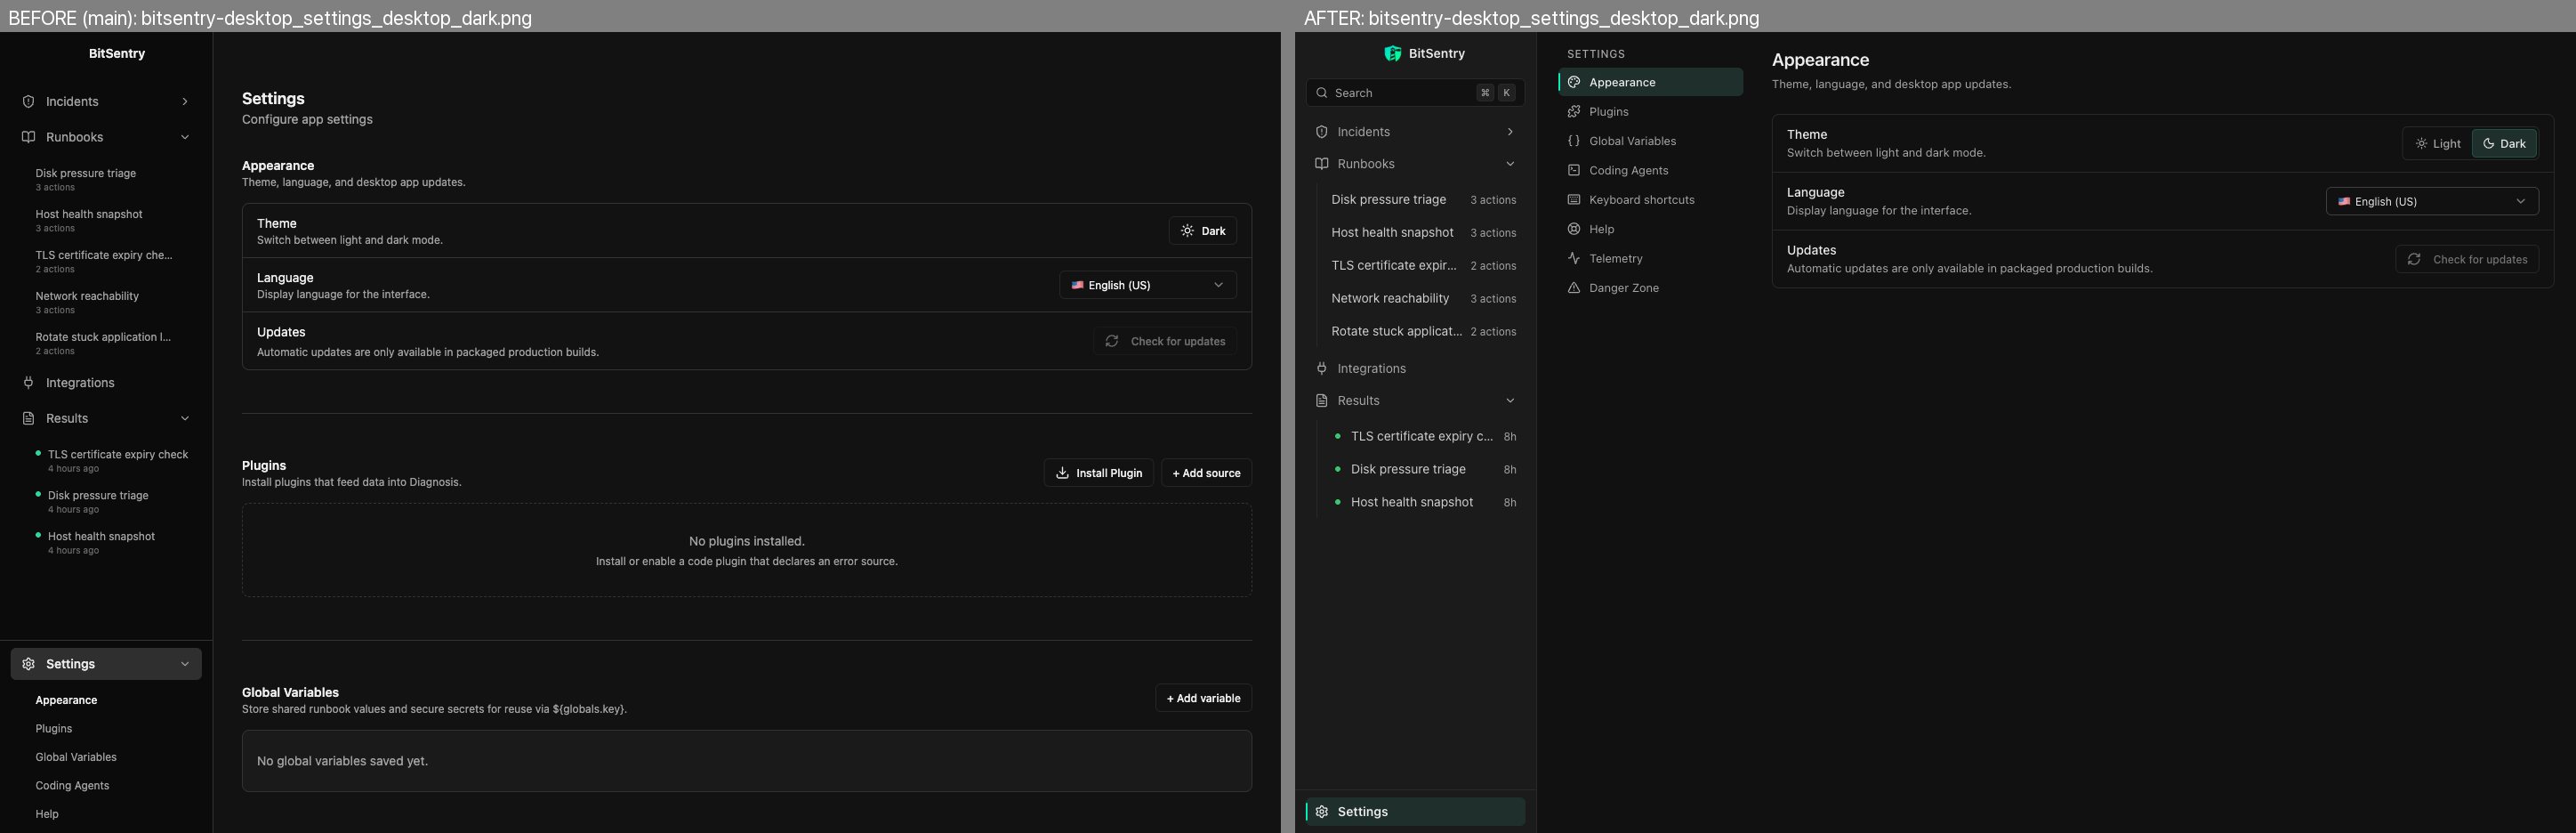 BEFORE (main): bitsentry-desktop_settings_desktop_dark.png
BitSentry
Incidents
Runbooks
Disk pressure triage
3 actions
Host health snapshot
3 actions
TLS certificate expiry che...
2 actions
Network reachability
3 actions
Rotate stuck application l...
2 actions
Integrations
Results
TLS certificate expiry check
4 hours ago
Disk pressure triage
4 hours ago
Host health snapshot
4 hours ago
Settings
Appearance
Plugins
Global Variables
Coding Agents
Help
Settings
Configure app settings
Appearance
Theme, language, and desktop app updates.
Theme
Switch between light and dark mode.
Dark
Language
Display language for the interface.
English (US)
Updates
Automatic updates are only available in packaged production builds.
Check for updates
Plugins
Install plugins that feed data into Diagnosis.
Install Plugin
+ Add source
No plugins installed.
Install or enable a code plugin that declares an error source.
Global Variables
Store shared runbook values and secure secrets for reuse via ${globals.key}.
+ Add variable
No global variables saved yet.
AFTER: bitsentry-desktop_settings_desktop_dark.png
BitSentry
Search ⌘ K
Incidents
Runbooks
Disk pressure triage 3 actions
Host health snapshot 3 actions
TLS certificate expir... 2 actions
Network reachability 3 actions
Rotate stuck applicat... 2 actions
Integrations
Results
TLS certificate expiry c... 8h
Disk pressure triage 8h
Host health snapshot 8h
Settings
SETTINGS
Appearance
Plugins
Global Variables
Coding Agents
Keyboard shortcuts
Help
Telemetry
Danger Zone
Appearance
Theme, language, and desktop app updates.
Theme
Switch between light and dark mode.
Light
Dark
Language
Display language for the interface.
English (US)
Updates
Automatic updates are only available in packaged production builds.
Check for updates